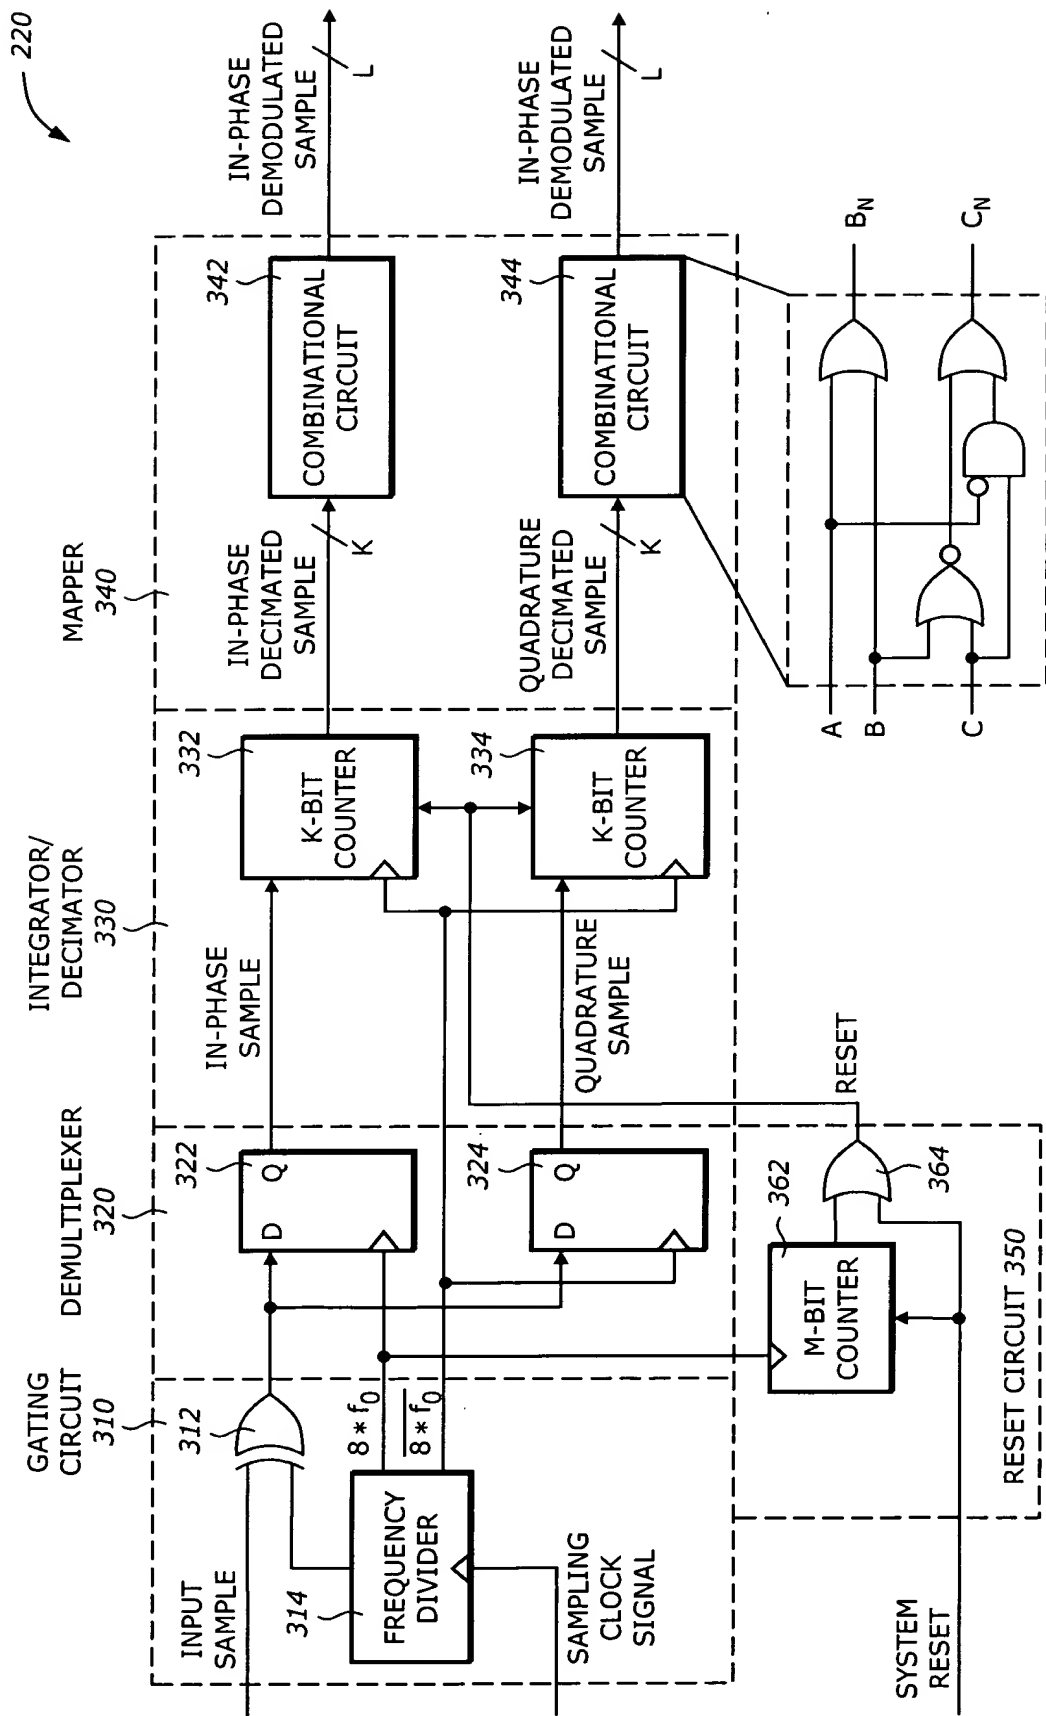 220
GATING
CIRCUIT
310
DEMULTIPLEXER
320
INTEGRATOR/
DECIMATOR
330
MAPPER
340
INPUT
SAMPLE
312
314
FREQUENCY
DIVIDER
8 * f0
8 * f0
SAMPLING
CLOCK
SIGNAL
322
D Q
324
D Q
IN-PHASE
SAMPLE
QUADRATURE
SAMPLE
332
K-BIT
COUNTER
334
K-BIT
COUNTER
IN-PHASE
DECIMATED
SAMPLE
K
QUADRATURE
DECIMATED
SAMPLE
K
342
COMBINATIONAL
CIRCUIT
344
COMBINATIONAL
CIRCUIT
IN-PHASE
DEMODULATED
SAMPLE
L
IN-PHASE
DEMODULATED
SAMPLE
L
SYSTEM
RESET
RESET CIRCUIT 350
362
M-BIT
COUNTER
364
RESET
A
B
C
BN
CN